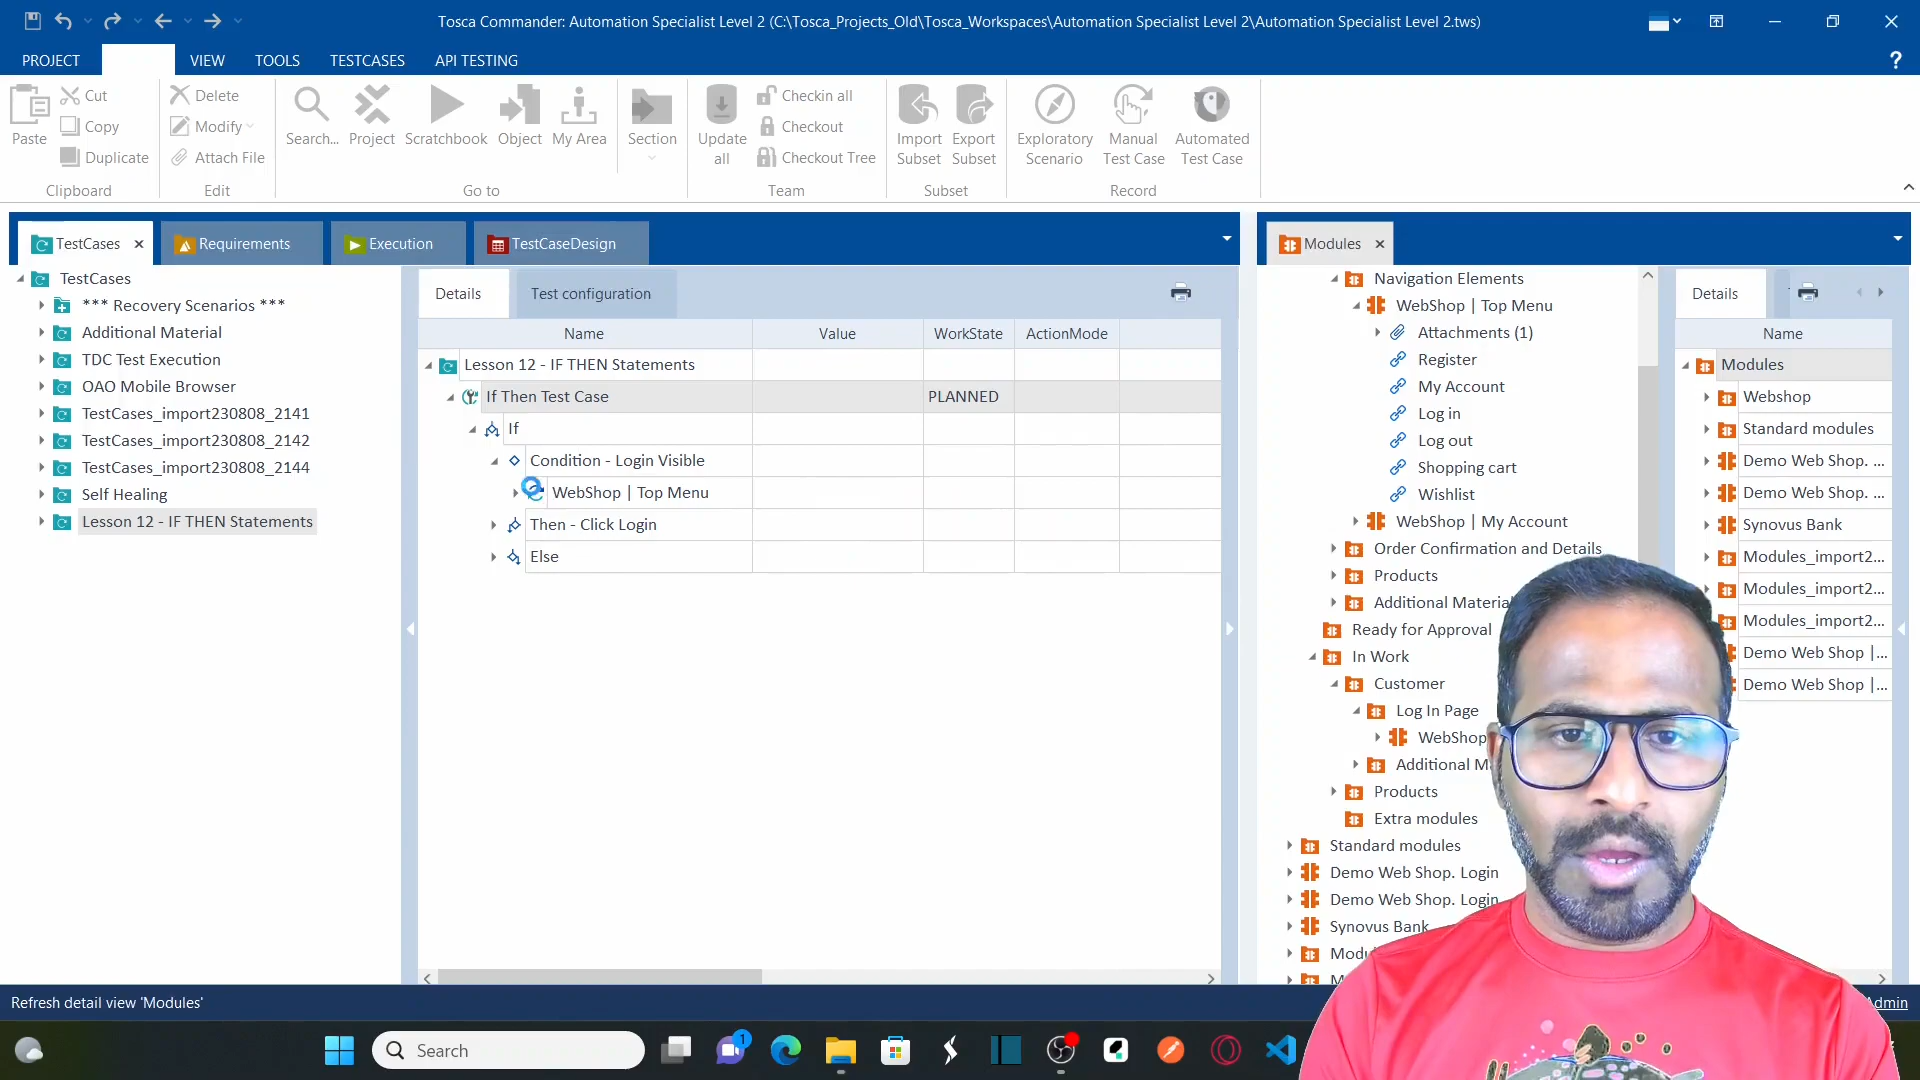 Tosca Commander: Automation Specialist Level 2 (C:\Tosca_Projects_Old\Tosca_Workspaces\Automation Specialist Level 2\Automation Specialist Level 2.tws)
PROJECT
VIEW
TOOLS
TESTCASES
API TESTING
?
Paste
Cut
Copy
Duplicate
Clipboard
Delete
Modify
Attach File
Edit
Search...
Project
Scratchbook
Object
My Area
Go to
Section
Update all
Checkin all
Checkout
Checkout Tree
Team
Import Subset
Export Subset
Subset
Exploratory Scenario
Manual Test Case
Automated Test Case
Record
TestCases
Requirements
Execution
TestCaseDesign
TestCases
*** Recovery Scenarios ***
Additional Material
TDC Test Execution
OAO Mobile Browser
TestCases_import230808_2141
TestCases_import230808_2142
TestCases_import230808_2144
Self Healing
Lesson 12 - IF THEN Statements
Details
Test configuration
Name Value WorkState ActionMode
Lesson 12 - IF THEN Statements
If Then Test Case PLANNED
If
Condition - Login Visible
WebShop | Top Menu
Then - Click Login
Else
Modules
Navigation Elements
WebShop | Top Menu
Attachments (1)
Register
My Account
Log in
Log out
Shopping cart
Wishlist
WebShop | My Account
Order Confirmation and Details
Products
Additional Material
Ready for Approval
In Work
Customer
Log In Page
WebShop
Additional M
Products
Extra modules
Standard modules
Demo Web Shop. Login
Demo Web Shop. Login
Synovus Bank
Modu
Details
Name
Modules
Webshop
Standard modules
Demo Web Shop. ...
Demo Web Shop. ...
Synovus Bank
Modules_import2...
Modules_import2...
Modules_import2...
Demo Web Shop |...
Demo Web Shop |...
Refresh detail view 'Modules'
Admin
Search
1